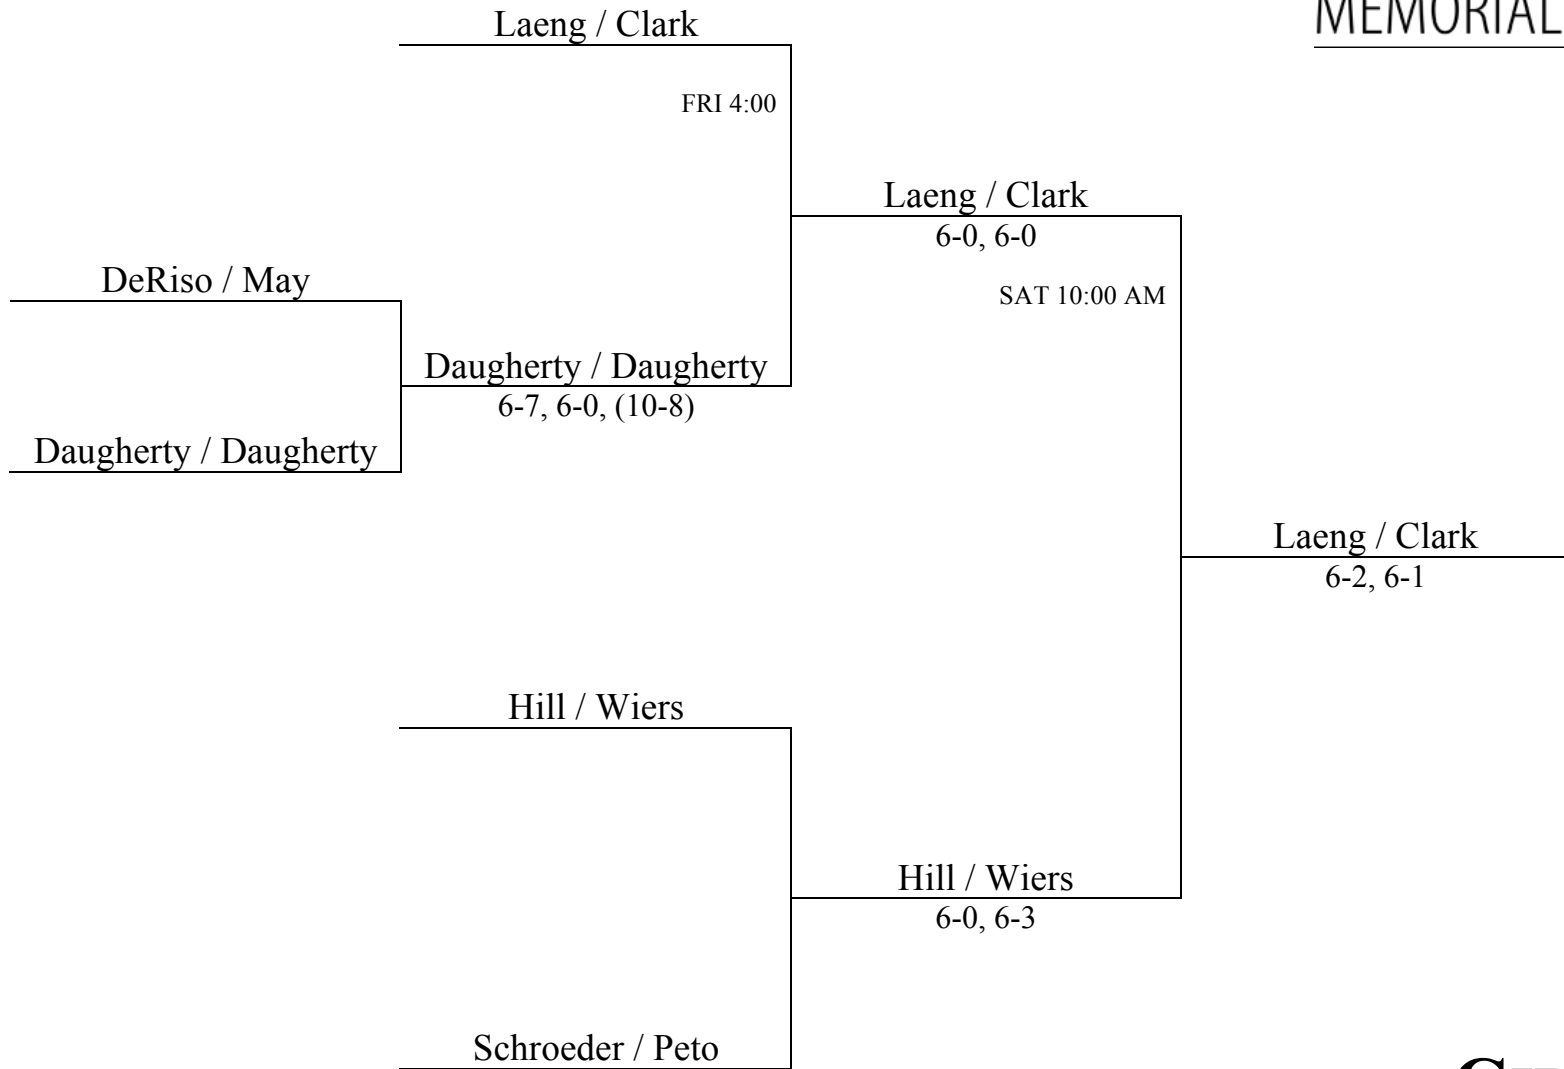 MEMORIAL
Laeng / Clark
FRI 4:00
Laeng / Clark
6-0, 6-0
DeRiso / May
SAT 10:00 AM
Daugherty / Daugherty
6-7, 6-0, (10-8)
Daugherty / Daugherty
Laeng / Clark
6-2, 6-1
Hill / Wiers
Hill / Wiers
6-0, 6-3
Schroeder / Peto